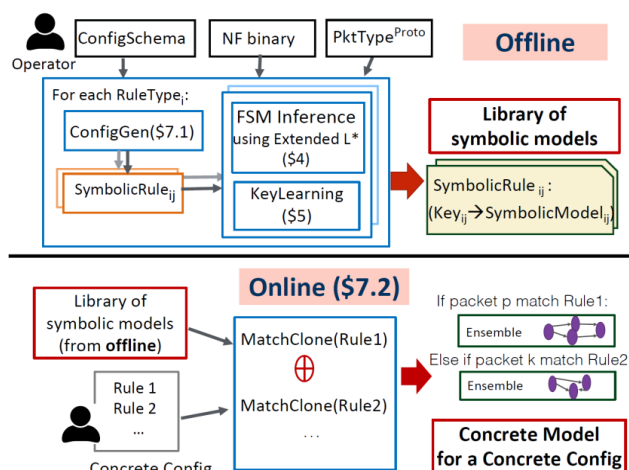 ConfigSchema
NF binary
PktType^Proto
Offline
Operator
For each RuleType_i:
ConfigGen($7.1)
SymbolicRule_ij
FSM Inference
using Extended L*
($4)
KeyLearning
($5)
Library of
symbolic models
SymbolicRule_ij :
(Key_ij→SymbolicModel_ij)
Online ($7.2)
Library of
symbolic models
(from offline)
Rule 1
Rule 2
...
Concrete Config
MatchClone(Rule1)
⊕
MatchClone(Rule2)
...
If packet p match Rule1:
Ensemble
Else if packet k match Rule2
Ensemble
Concrete Model
for a Concrete Config